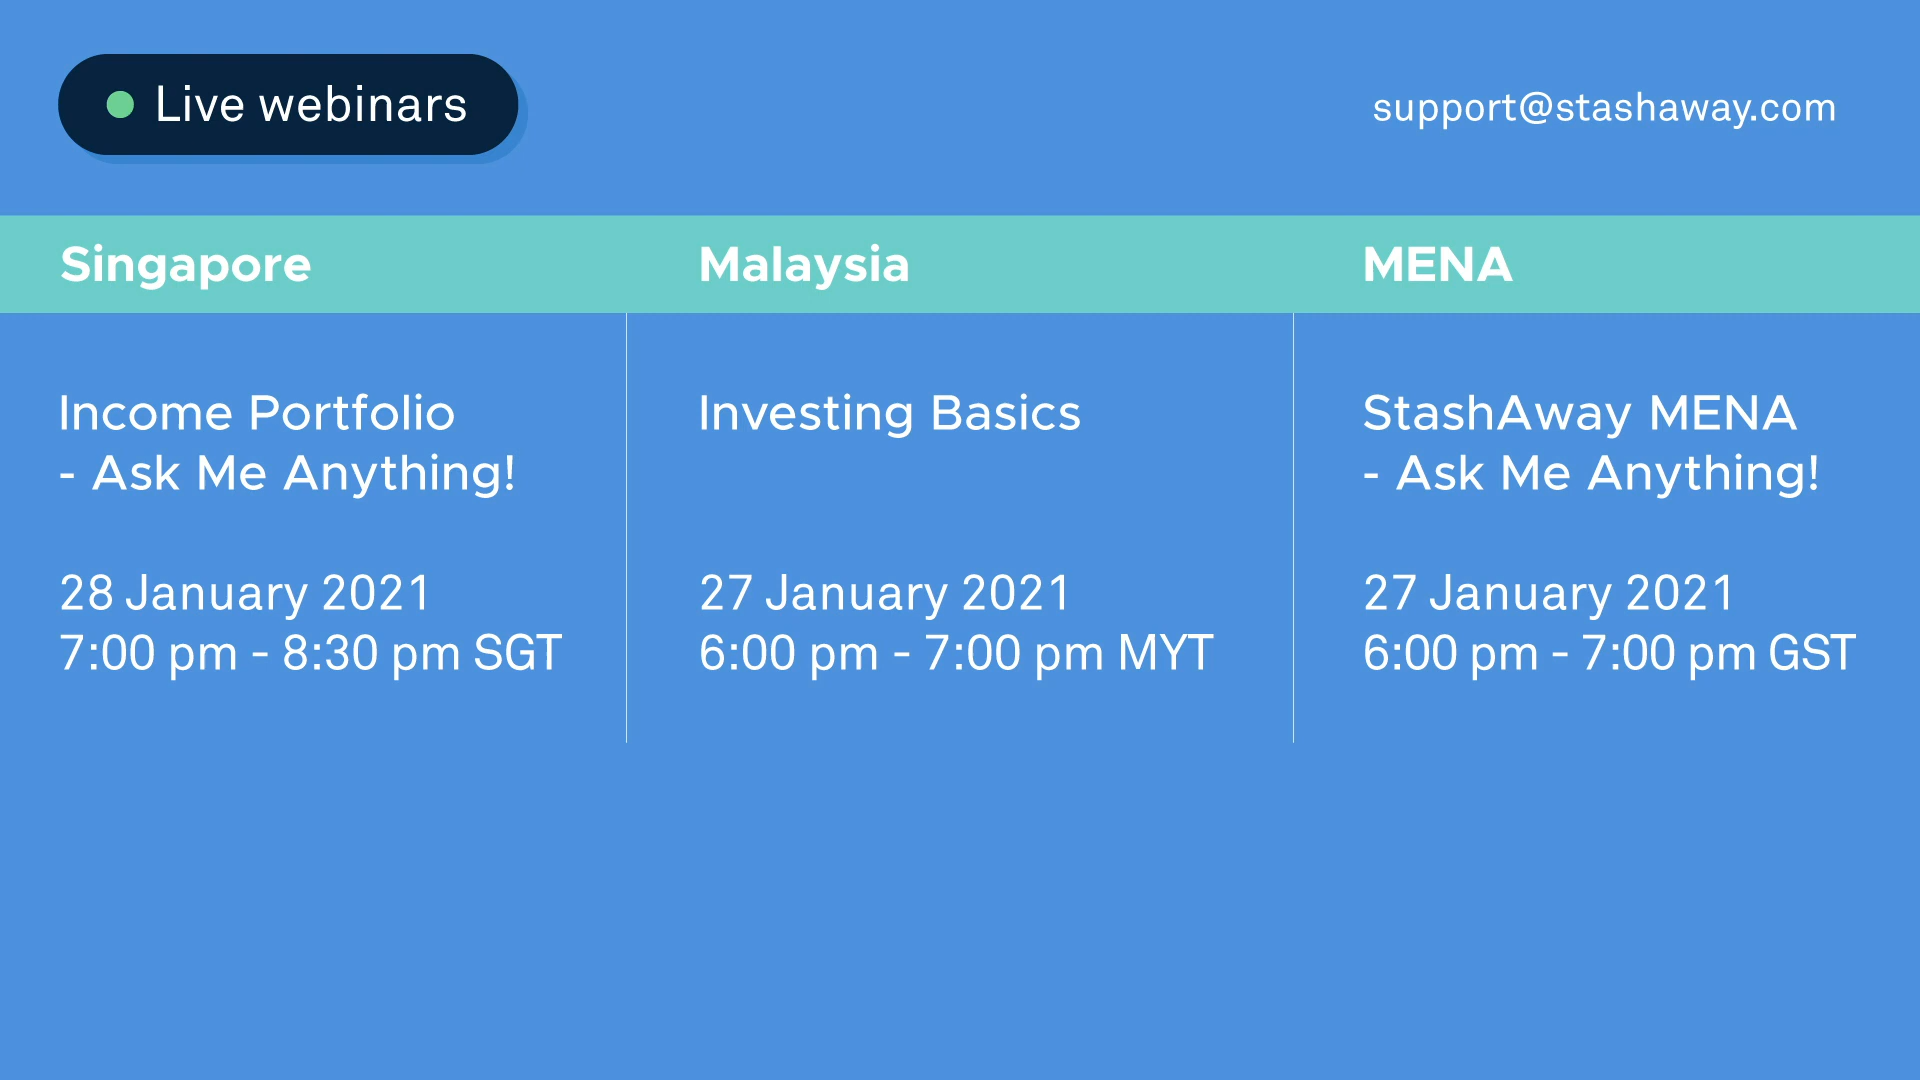 Live webinars
support@stashaway.com
Singapore
Malaysia
MENA
Income Portfolio
- Ask Me Anything!
28 January 2021
7:00 pm - 8:30 pm SGT
Investing Basics
27 January 2021
6:00 pm - 7:00 pm MYT
StashAway MENA
- Ask Me Anything!
27 January 2021
6:00 pm - 7:00 pm GST